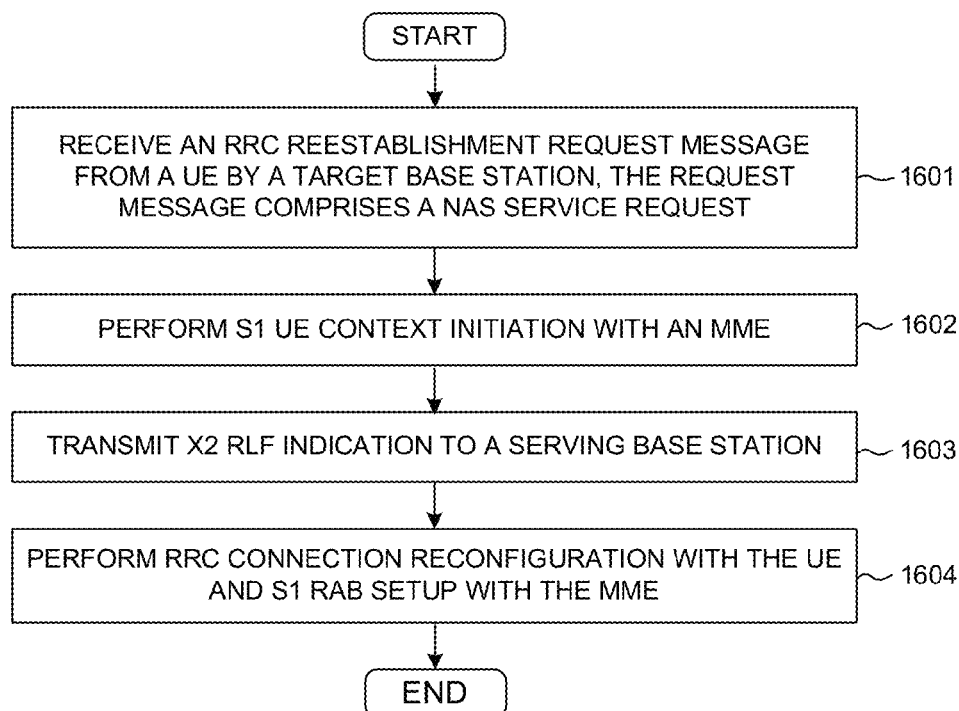 START
RECEIVE AN RRC REESTABLISHMENT REQUEST MESSAGE
FROM A UE BY A TARGET BASE STATION, THE REQUEST
MESSAGE COMPRISES A NAS SERVICE REQUEST
1601
PERFORM S1 UE CONTEXT INITIATION WITH AN MME
1602
TRANSMIT X2 RLF INDICATION TO A SERVING BASE STATION
1603
PERFORM RRC CONNECTION RECONFIGURATION WITH THE UE
AND S1 RAB SETUP WITH THE MME
1604
END